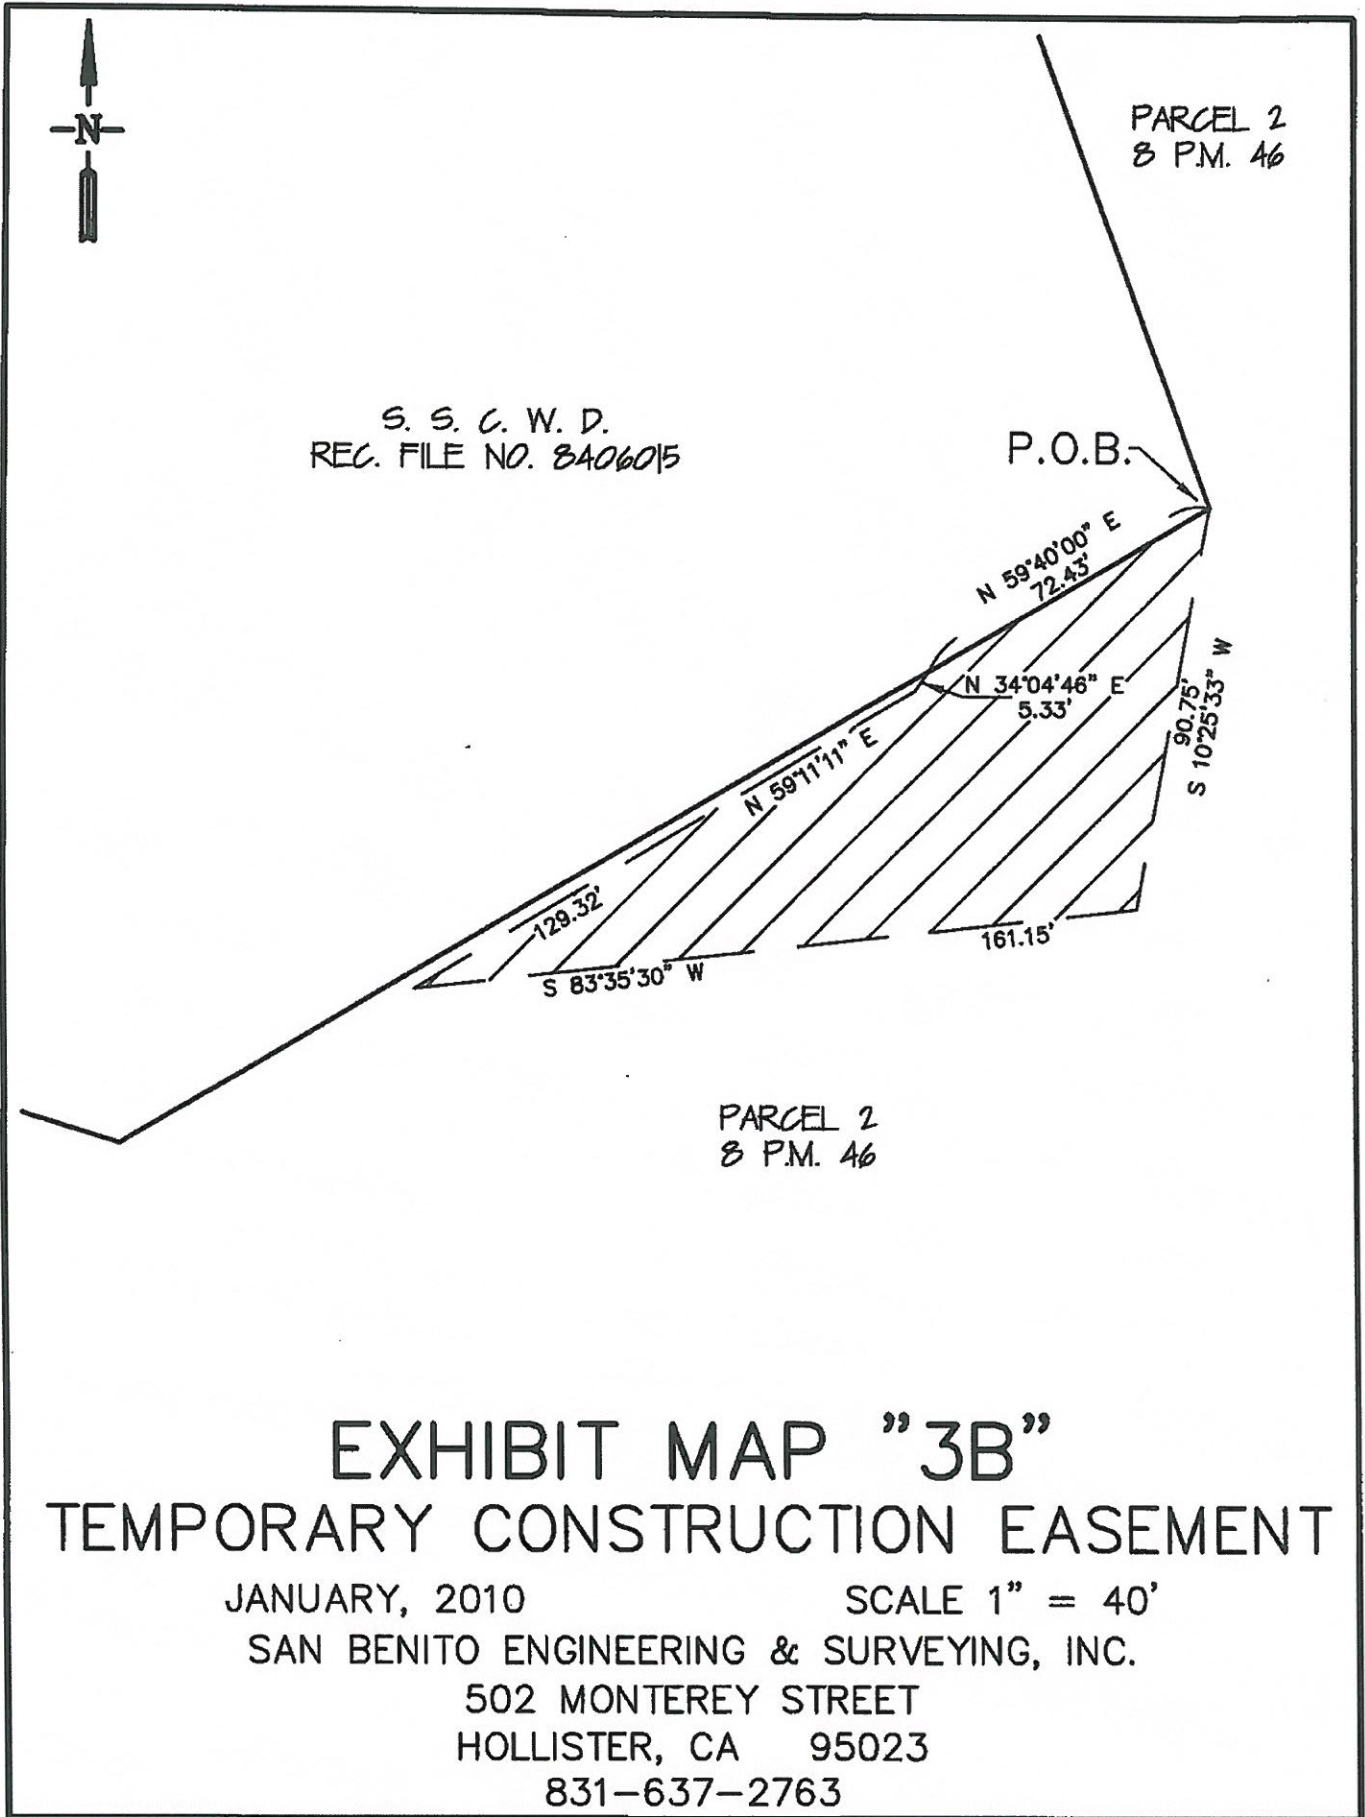 N
PARCEL 2
8 P.M. 46
S. S. C. W. D.
REC. FILE NO. 8406015
P.O.B.
N 59°40'00" E
72.43'
N 34°04'46" E
5.33'
90.75'
S 10°25'33" W
N 59°11'11" E
129.32'
161.15'
S 83°35'30" W
PARCEL 2
8 P.M. 46
EXHIBIT MAP "3B"
TEMPORARY CONSTRUCTION EASEMENT
JANUARY, 2010 SCALE 1" = 40'
SAN BENITO ENGINEERING & SURVEYING, INC.
502 MONTEREY STREET
HOLLISTER, CA 95023
831-637-2763